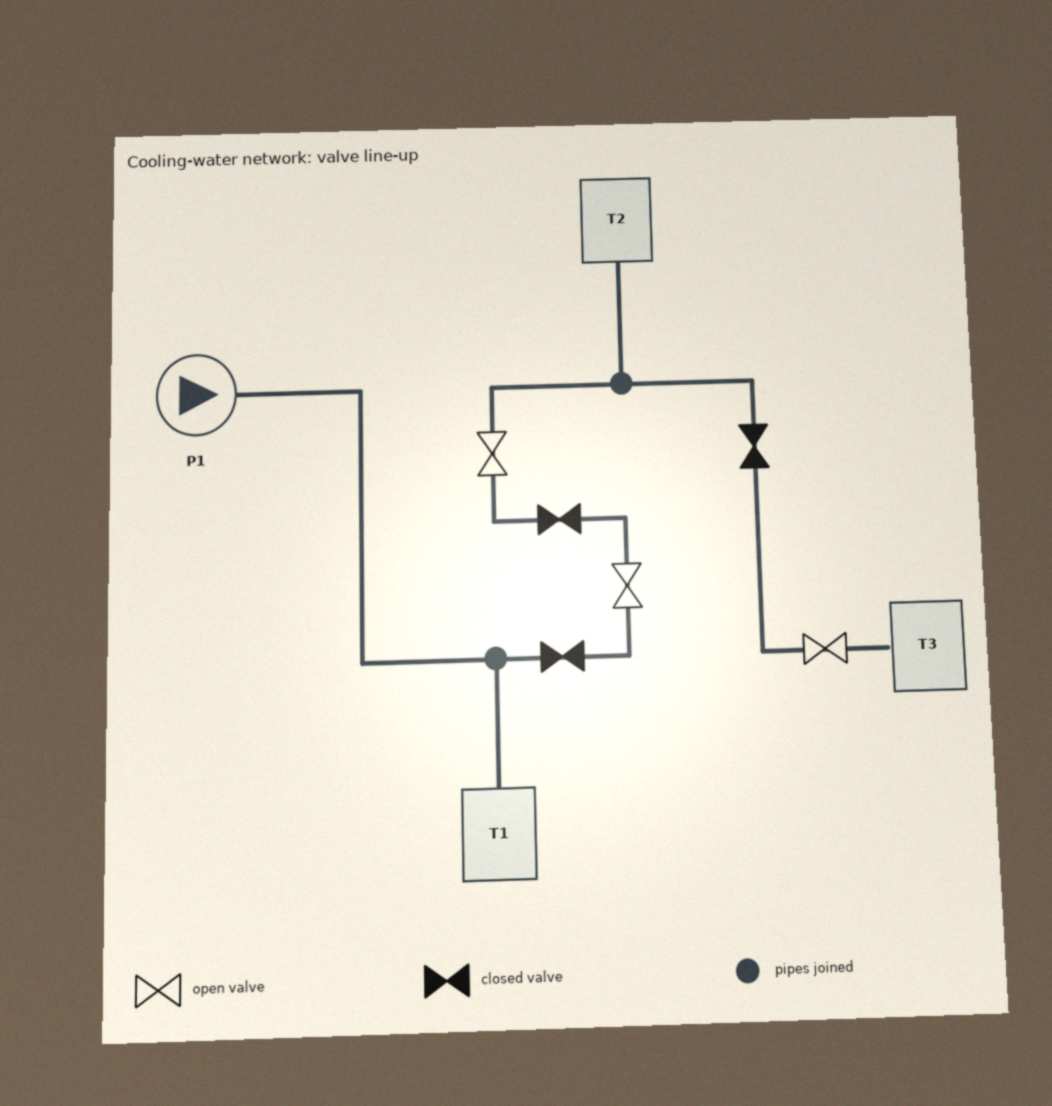 Cooling-water network: valve line-up
T2
P1
T3
T1
open valve
closed valve
pipes joined